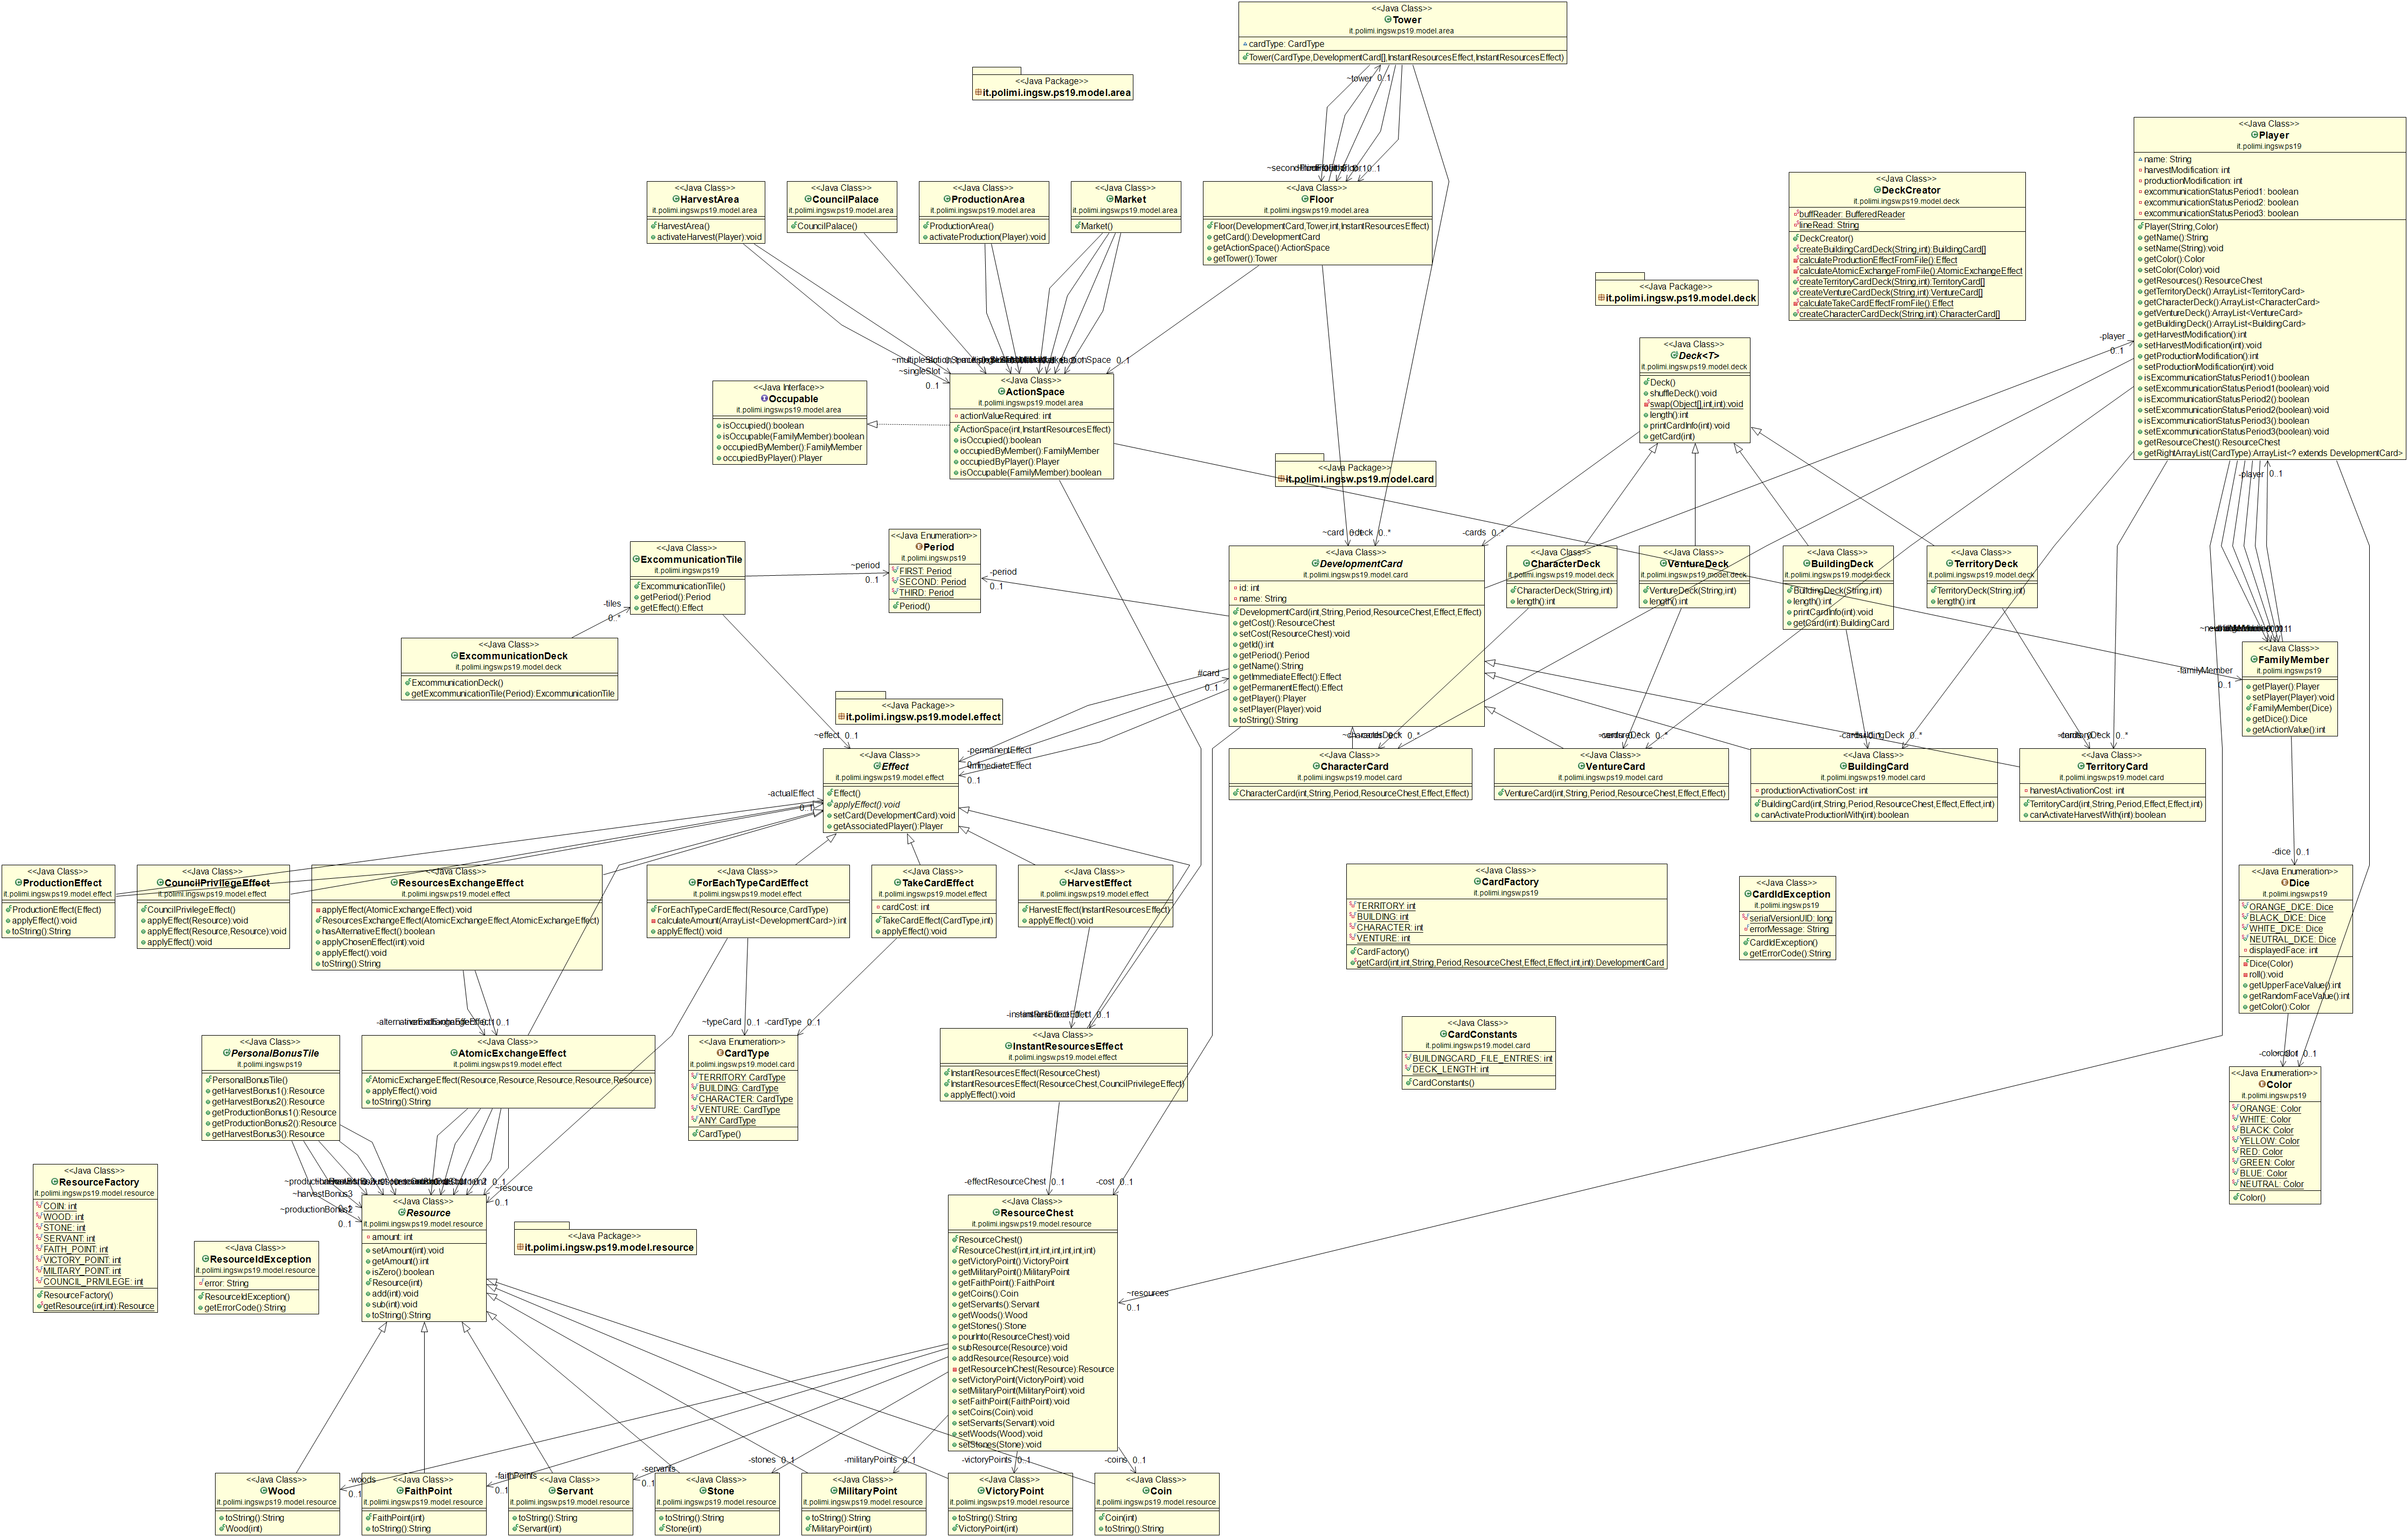 <<Java Class>>
Tower
it.polimi.ingsw.ps19.model.area
cardType: CardType
Tower(CardType,DevelopmentCard[],InstantResourcesEffect,InstantResourcesEffect)
~tower 0..1
<<Java Package>>
it.polimi.ingsw.ps19.model.area
<<Java Class>>
HarvestArea
it.polimi.ingsw.ps19.model.area
HarvestArea()
activateHarvest(Player):void
<<Java Class>>
CouncilPalace
it.polimi.ingsw.ps19.model.area
CouncilPalace()
<<Java Class>>
ProductionArea
it.polimi.ingsw.ps19.model.area
ProductionArea()
activateProduction(Player):void
<<Java Class>>
Market
it.polimi.ingsw.ps19.model.area
Market()
<<Java Class>>
Floor
it.polimi.ingsw.ps19.model.area
Floor(DevelopmentCard,Tower,int,InstantResourcesEffect)
getCard():DevelopmentCard
getActionSpace():ActionSpace
getTower():Tower
<<Java Class>>
DeckCreator
it.polimi.ingsw.ps19.model.deck
buffReader: BufferedReader
lineRead: String
DeckCreator()
createBuildingCardDeck(String,int):BuildingCard[]
calculateProductionEffectFromFile():Effect
calculateAtomicExchangeFromFile():AtomicExchangeEffect
createTerritoryCardDeck(String,int):TerritoryCard[]
createVentureCardDeck(String,int):VentureCard[]
calculateTakeCardEffectFromFile():Effect
createCharacterCardDeck(String,int):CharacterCard[]
<<Java Class>>
Player
it.polimi.ingsw.ps19
name: String
harvestModification: int
productionModification: int
excommunicationStatusPeriod1: boolean
excommunicationStatusPeriod2: boolean
excommunicationStatusPeriod3: boolean
Player(String,Color)
getName():String
setName(String):void
getColor():Color
setColor(Color):void
getResources():ResourceChest
getTerritoryDeck():ArrayList<TerritoryCard>
getCharacterDeck():ArrayList<CharacterCard>
getVentureDeck():ArrayList<VentureCard>
getBuildingDeck():ArrayList<BuildingCard>
getHarvestModification():int
setHarvestModification(int):void
getProductionModification():int
setProductionModification(int):void
isExcommunicationStatusPeriod1():boolean
setExcommunicationStatusPeriod1(boolean):void
isExcommunicationStatusPeriod2():boolean
setExcommunicationStatusPeriod2(boolean):void
isExcommunicationStatusPeriod3():boolean
setExcommunicationStatusPeriod3(boolean):void
getResourceChest():ResourceChest
getRightArrayList(CardType):ArrayList<? extends DevelopmentCard>
-player
0..1
-player 0..1
<<Java Package>>
it.polimi.ingsw.ps19.model.deck
<<Java Class>>
Deck<T>
it.polimi.ingsw.ps19.model.deck
Deck()
shuffleDeck():void
swap(Object[],int,int):void
length():int
printCardInfo(int):void
getCard(int)
~singleSlot
0..1
<<Java Interface>>
Occupable
it.polimi.ingsw.ps19.model.area
isOccupied():boolean
isOccupable(FamilyMember):boolean
occupiedByMember():FamilyMember
occupiedByPlayer():Player
<<Java Class>>
ActionSpace
it.polimi.ingsw.ps19.model.area
actionValueRequired: int
ActionSpace(int,InstantResourcesEffect)
isOccupied():boolean
occupiedByMember():FamilyMember
occupiedByPlayer():Player
isOccupable(FamilyMember):boolean
<<Java Package>>
it.polimi.ingsw.ps19.model.card
<<Java Class>>
ExcommunicationTile
it.polimi.ingsw.ps19
ExcommunicationTile()
getPeriod():Period
getEffect():Effect
~period
0..1
<<Java Enumeration>>
Period
it.polimi.ingsw.ps19
FIRST: Period
SECOND: Period
THIRD: Period
Period()
-period
0..1
-tiles
0..*
<<Java Class>>
ExcommunicationDeck
it.polimi.ingsw.ps19.model.deck
ExcommunicationDeck()
getExcommunicationTile(Period):ExcommunicationTile
-cards 0..*
<<Java Class>>
DevelopmentCard
it.polimi.ingsw.ps19.model.card
id: int
name: String
DevelopmentCard(int,String,Period,ResourceChest,Effect,Effect)
getCost():ResourceChest
setCost(ResourceChest):void
getId():int
getPeriod():Period
getName():String
getImmediateEffect():Effect
getPermanentEffect():Effect
getPlayer():Player
setPlayer(Player):void
toString():String
<<Java Class>>
CharacterDeck
it.polimi.ingsw.ps19.model.deck
CharacterDeck(String,int)
length():int
<<Java Class>>
VentureDeck
it.polimi.ingsw.ps19.model.deck
VentureDeck(String,int)
length():int
<<Java Class>>
BuildingDeck
it.polimi.ingsw.ps19.model.deck
BuildingDeck(String,int)
length():int
printCardInfo(int):void
getCard(int):BuildingCard
<<Java Class>>
TerritoryDeck
it.polimi.ingsw.ps19.model.deck
TerritoryDeck(String,int)
length():int
-familyMember
0..1
<<Java Class>>
FamilyMember
it.polimi.ingsw.ps19
getPlayer():Player
setPlayer(Player):void
FamilyMember(Dice)
getDice():Dice
getActionValue():int
#card
0..1
<<Java Package>>
it.polimi.ingsw.ps19.model.effect
~effect 0..1
<<Java Class>>
Effect
it.polimi.ingsw.ps19.model.effect
Effect()
applyEffect():void
setCard(DevelopmentCard):void
getAssociatedPlayer():Player
-permanentEffect
0..1
-actualEffect
0..1
<<Java Class>>
CharacterCard
it.polimi.ingsw.ps19.model.card
CharacterCard(int,String,Period,ResourceChest,Effect,Effect)
<<Java Class>>
VentureCard
it.polimi.ingsw.ps19.model.card
VentureCard(int,String,Period,ResourceChest,Effect,Effect)
<<Java Class>>
BuildingCard
it.polimi.ingsw.ps19.model.card
productionActivationCost: int
BuildingCard(int,String,Period,ResourceChest,Effect,Effect,int)
canActivateProductionWith(int):boolean
<<Java Class>>
TerritoryCard
it.polimi.ingsw.ps19.model.card
harvestActivationCost: int
TerritoryCard(int,String,Period,Effect,Effect,int)
canActivateHarvestWith(int):boolean
<<Java Class>>
ProductionEffect
it.polimi.ingsw.ps19.model.effect
ProductionEffect(Effect)
applyEffect():void
toString():String
<<Java Class>>
CouncilPrivilegeEffect
it.polimi.ingsw.ps19.model.effect
CouncilPrivilegeEffect()
applyEffect(Resource):void
applyEffect(Resource,Resource):void
applyEffect():void
<<Java Class>>
ResourcesExchangeEffect
it.polimi.ingsw.ps19.model.effect
applyEffect(AtomicExchangeEffect):void
ResourcesExchangeEffect(AtomicExchangeEffect,AtomicExchangeEffect)
hasAlternativeEffect():boolean
applyChosenEffect(int):void
applyEffect():void
toString():String
<<Java Class>>
ForEachTypeCardEffect
it.polimi.ingsw.ps19.model.effect
ForEachTypeCardEffect(Resource,CardType)
calculateAmount(ArrayList<DevelopmentCard>):int
applyEffect():void
<<Java Class>>
TakeCardEffect
it.polimi.ingsw.ps19.model.effect
cardCost: int
TakeCardEffect(CardType,int)
applyEffect():void
<<Java Class>>
HarvestEffect
it.polimi.ingsw.ps19.model.effect
HarvestEffect(InstantResourcesEffect)
applyEffect():void
<<Java Class>>
CardFactory
it.polimi.ingsw.ps19
TERRITORY: int
BUILDING: int
CHARACTER: int
VENTURE: int
CardFactory()
getCard(int,int,String,Period,ResourceChest,Effect,Effect,int,int):DevelopmentCard
<<Java Class>>
CardIdException
it.polimi.ingsw.ps19
serialVersionUID: long
errorMessage: String
CardIdException()
getErrorCode():String
-dice 0..1
<<Java Enumeration>>
Dice
it.polimi.ingsw.ps19
ORANGE_DICE: Dice
BLACK_DICE: Dice
WHITE_DICE: Dice
NEUTRAL_DICE: Dice
displayedFace: int
Dice(Color)
roll():void
getUpperFaceValue():int
getRandomFaceValue():int
getColor():Color
<<Java Class>>
PersonalBonusTile
it.polimi.ingsw.ps19
PersonalBonusTile()
getHarvestBonus1():Resource
getHarvestBonus2():Resource
getProductionBonus1():Resource
getProductionBonus2():Resource
getHarvestBonus3():Resource
<<Java Class>>
AtomicExchangeEffect
it.polimi.ingsw.ps19.model.effect
AtomicExchangeEffect(Resource,Resource,Resource,Resource,Resource)
applyEffect():void
toString():String
~typeCard 0..1
-cardType 0..1
<<Java Enumeration>>
CardType
it.polimi.ingsw.ps19.model.card
TERRITORY: CardType
BUILDING: CardType
CHARACTER: CardType
VENTURE: CardType
ANY: CardType
CardType()
<<Java Class>>
InstantResourcesEffect
it.polimi.ingsw.ps19.model.effect
InstantResourcesEffect(ResourceChest)
InstantResourcesEffect(ResourceChest,CouncilPrivilegeEffect)
applyEffect():void
<<Java Class>>
CardConstants
it.polimi.ingsw.ps19.model.card
BUILDINGCARD_FILE_ENTRIES: int
DECK_LENGTH: int
CardConstants()
<<Java Enumeration>>
Color
it.polimi.ingsw.ps19
ORANGE: Color
WHITE: Color
BLACK: Color
YELLOW: Color
RED: Color
GREEN: Color
BLUE: Color
NEUTRAL: Color
Color()
<<Java Class>>
ResourceFactory
it.polimi.ingsw.ps19.model.resource
COIN: int
WOOD: int
STONE: int
SERVANT: int
FAITH_POINT: int
VICTORY_POINT: int
MILITARY_POINT: int
COUNCIL_PRIVILEGE: int
ResourceFactory()
getResource(int,int):Resource
<<Java Class>>
ResourceIdException
it.polimi.ingsw.ps19.model.resource
error: String
ResourceIdException()
getErrorCode():String
~harvestBonus3
~productionBonus2
0..1
~resource
0..1
<<Java Class>>
Resource
it.polimi.ingsw.ps19.model.resource
amount: int
setAmount(int):void
getAmount():int
isZero():boolean
Resource(int)
add(int):void
sub(int):void
toString():String
<<Java Package>>
it.polimi.ingsw.ps19.model.resource
-effectResourceChest 0..1
-cost 0..1
<<Java Class>>
ResourceChest
it.polimi.ingsw.ps19.model.resource
ResourceChest()
ResourceChest(int,int,int,int,int,int,int)
getVictoryPoint():VictoryPoint
getMilitaryPoint():MilitaryPoint
getFaithPoint():FaithPoint
getCoins():Coin
getServants():Servant
getWoods():Wood
getStones():Stone
pourInto(ResourceChest):void
subResource(Resource):void
addResource(Resource):void
getResourceInChest(Resource):Resource
setVictoryPoint(VictoryPoint):void
setMilitaryPoint(MilitaryPoint):void
setFaithPoint(FaithPoint):void
setCoins(Coin):void
setServants(Servant):void
setWoods(Wood):void
setStones(Stone):void
~resources
0..1
-woods
0..1
-faithPoints
0..1
-servants
0..1
-stones 0..1
-militaryPoints 0..1
-victoryPoints 0..1
-coins 0..1
<<Java Class>>
Wood
it.polimi.ingsw.ps19.model.resource
toString():String
Wood(int)
<<Java Class>>
FaithPoint
it.polimi.ingsw.ps19.model.resource
FaithPoint(int)
toString():String
<<Java Class>>
Servant
it.polimi.ingsw.ps19.model.resource
toString():String
Servant(int)
<<Java Class>>
Stone
it.polimi.ingsw.ps19.model.resource
toString():String
Stone(int)
<<Java Class>>
MilitaryPoint
it.polimi.ingsw.ps19.model.resource
toString():String
MilitaryPoint(int)
<<Java Class>>
VictoryPoint
it.polimi.ingsw.ps19.model.resource
toString():String
VictoryPoint(int)
<<Java Class>>
Coin
it.polimi.ingsw.ps19.model.resource
Coin(int)
toString():String